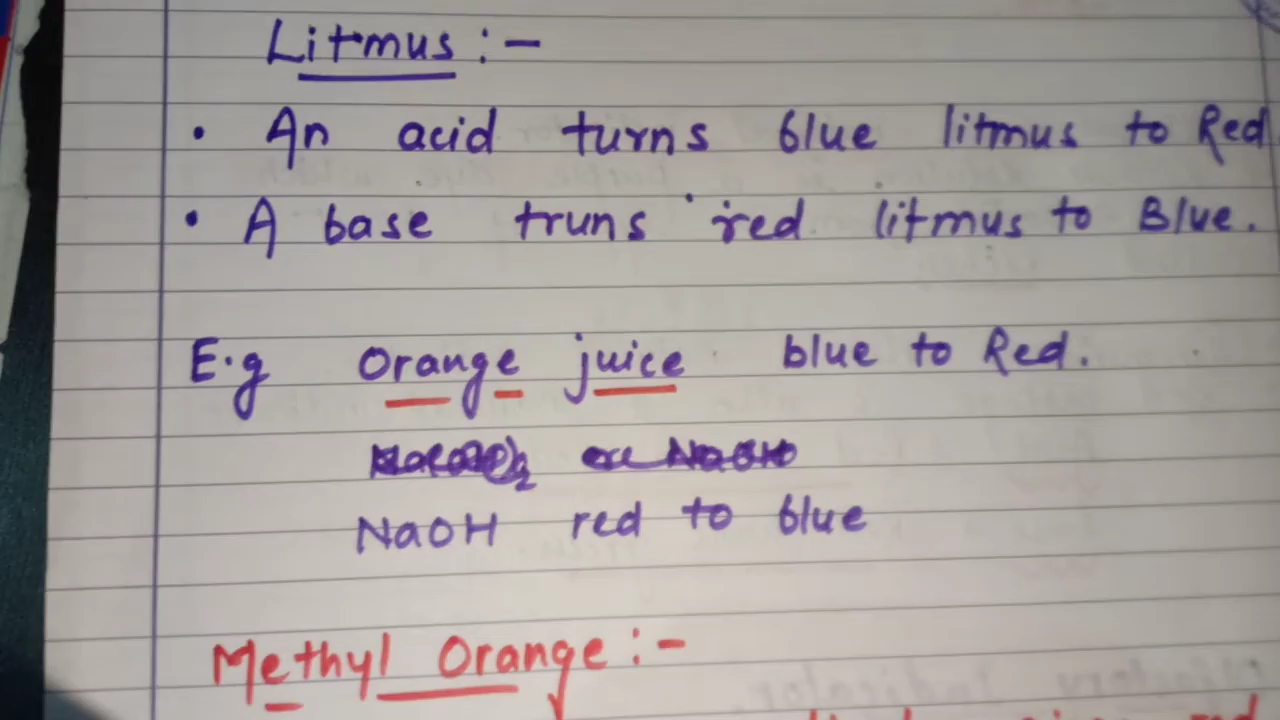 Litmus :-
• An acid turns blue litmus to Red
• A base truns red litmus to Blue.
E.g Orange juice blue to Red.
NaOH red to blue
Methyl Orange :-